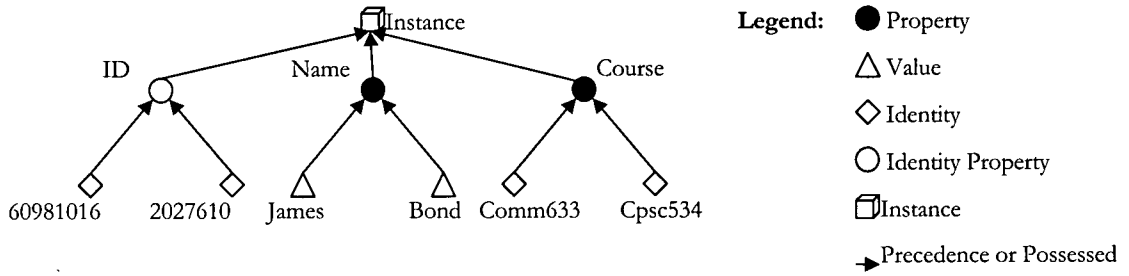 Instance
ID
Name
Course
60981016
2027610
James
Bond
Comm633
Cpsc534
Legend:
Property
Value
Identity
Identity Property
Instance
Precedence or Possessed